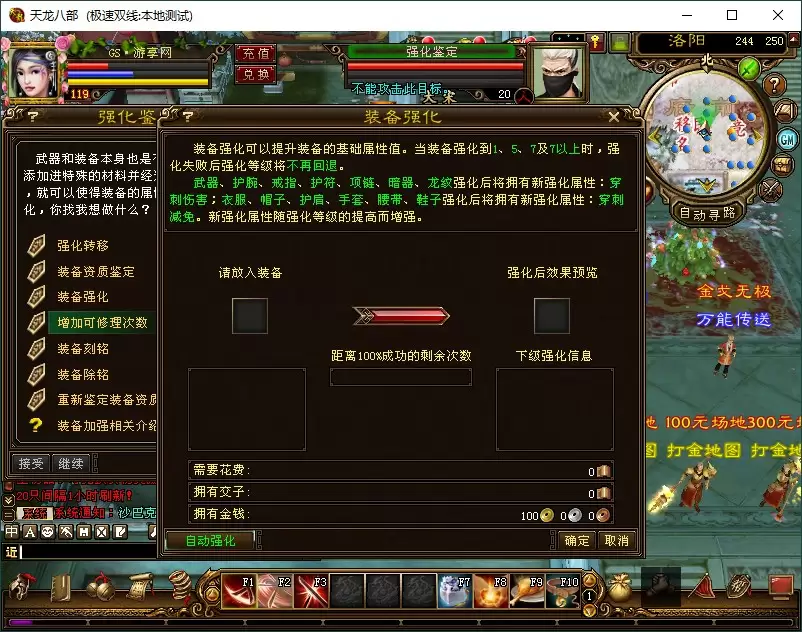 天龙八部 (极速双线:本地测试)
GS·游享网
充值
兑换
119
强化鉴定
不能攻击此目标。
20
洛阳 244 250
北
GM
自动寻路
强化鉴
装备强化
武器和装备本身也是
添加进特殊的材料并经
,就可以使得装备的属
化,你找我想做什么?
强化转移
装备资质鉴定
装备强化
增加可修理次数
装备刻铭
装备除铭
重新鉴定装备资质
装备加强相关介绍
接受 继续
装备强化可以提升装备的基础属性值。当装备强化到1、5、7及7以上时,强
化失败后强化等级将不再回退。
武器、护腕、戒指、护符、项链、暗器、龙纹强化后将拥有新强化属性:穿
刺伤害;衣服、帽子、护肩、手套、腰带、鞋子强化后将拥有新强化属性:穿刺
减免。新强化属性随强化等级的提高而增强。
请放入装备
强化后效果预览
距离100%成功的剩余次数
下级强化信息
需要花费: 0
拥有交子: 0
拥有金钱: 100 0 0
自动强化
确定 取消
金戈无极
万能传送
100元场地300元
图 打金地图 打金
20只间隔1小时刷新!
系统 系统通知:沙巴克
近
F1 F2 F3 F7 F8 F9 F10
1